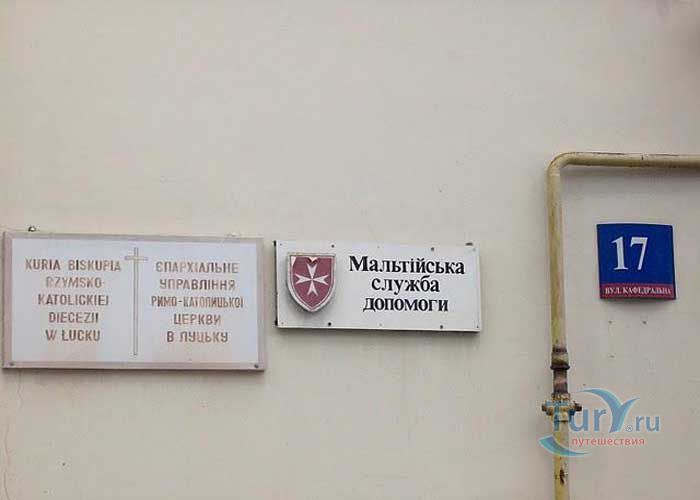 KURIA BISKUPIA
RZYMSKO-
KATOLICKIEJ
DIECEZJI
W ŁUCKU
ЄПАРХІАЛЬНЕ
УПРАВЛІННЯ
РИМО-КАТОЛИЦЬКОЇ
ЦЕРКВИ
В ЛУЦЬКУ
Мальтійська
служба
допомоги
17
ВУЛ. КАФЕДРАЛЬНА
TurY.ru
путешествия